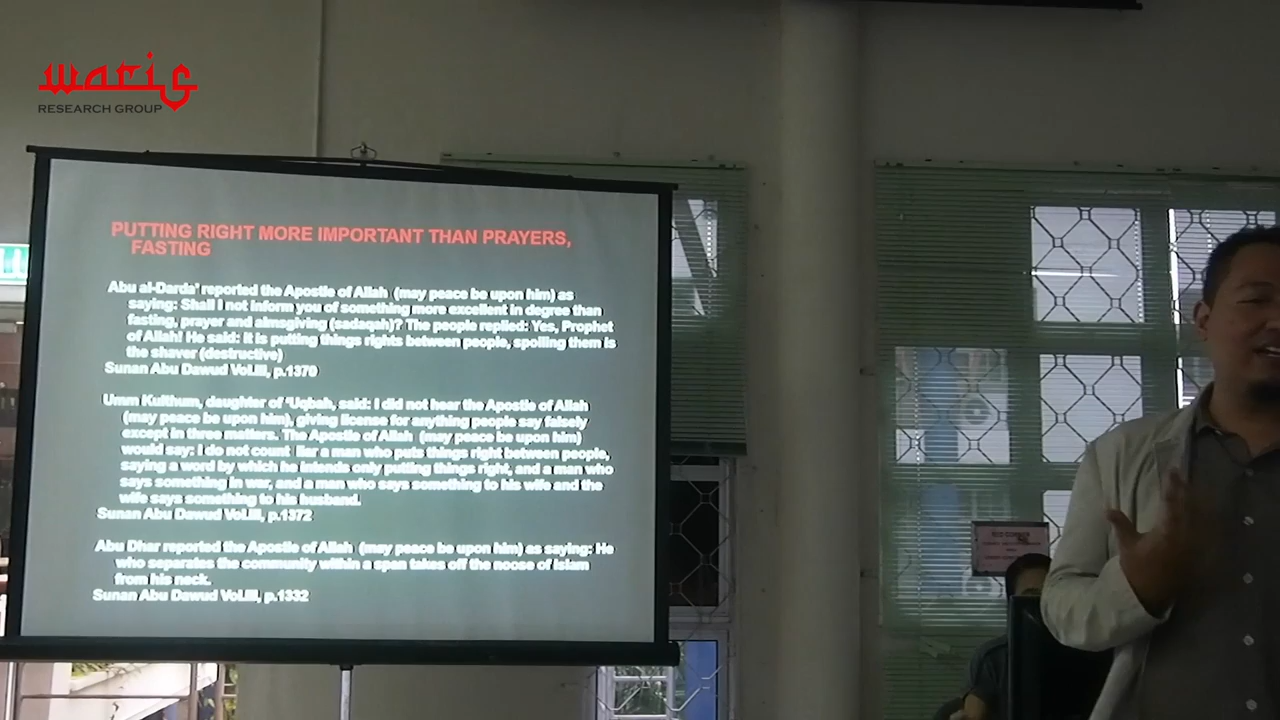 waris
RESEARCH GROUP
PUTTING RIGHT MORE IMPORTANT THAN PRAYERS,
FASTING
Abu al-Darda' reported the Apostle of Allah (may peace be upon him) as
saying: Shall I not inform you of something more excellent in degree than
fasting, prayer and almsgiving (sadaqah)? The people replied: Yes, Prophet
of Allah! He said: It is putting things rights between people, spoiling them is
the shaver (destructive)
Sunan Abu Dawud Vol.III, p.1370
Umm Kulthum, daughter of 'Uqbah, said: I did not hear the Apostle of Allah
(may peace be upon him), giving license for anything people say falsely
except in three matters. The Apostle of Allah (may peace be upon him)
would say: I do not count liar a man who puts things right between people,
saying a word by which he intends only putting things right, and a man who
says something in war, and a man who says something to his wife and the
wife says something to his husband.
Sunan Abu Dawud Vol.III, p.1372
Abu Dhar reported the Apostle of Allah (may peace be upon him) as saying: He
who separates the community within a span takes off the noose of Islam
from his neck.
Sunan Abu Dawud Vol.III, p.1332